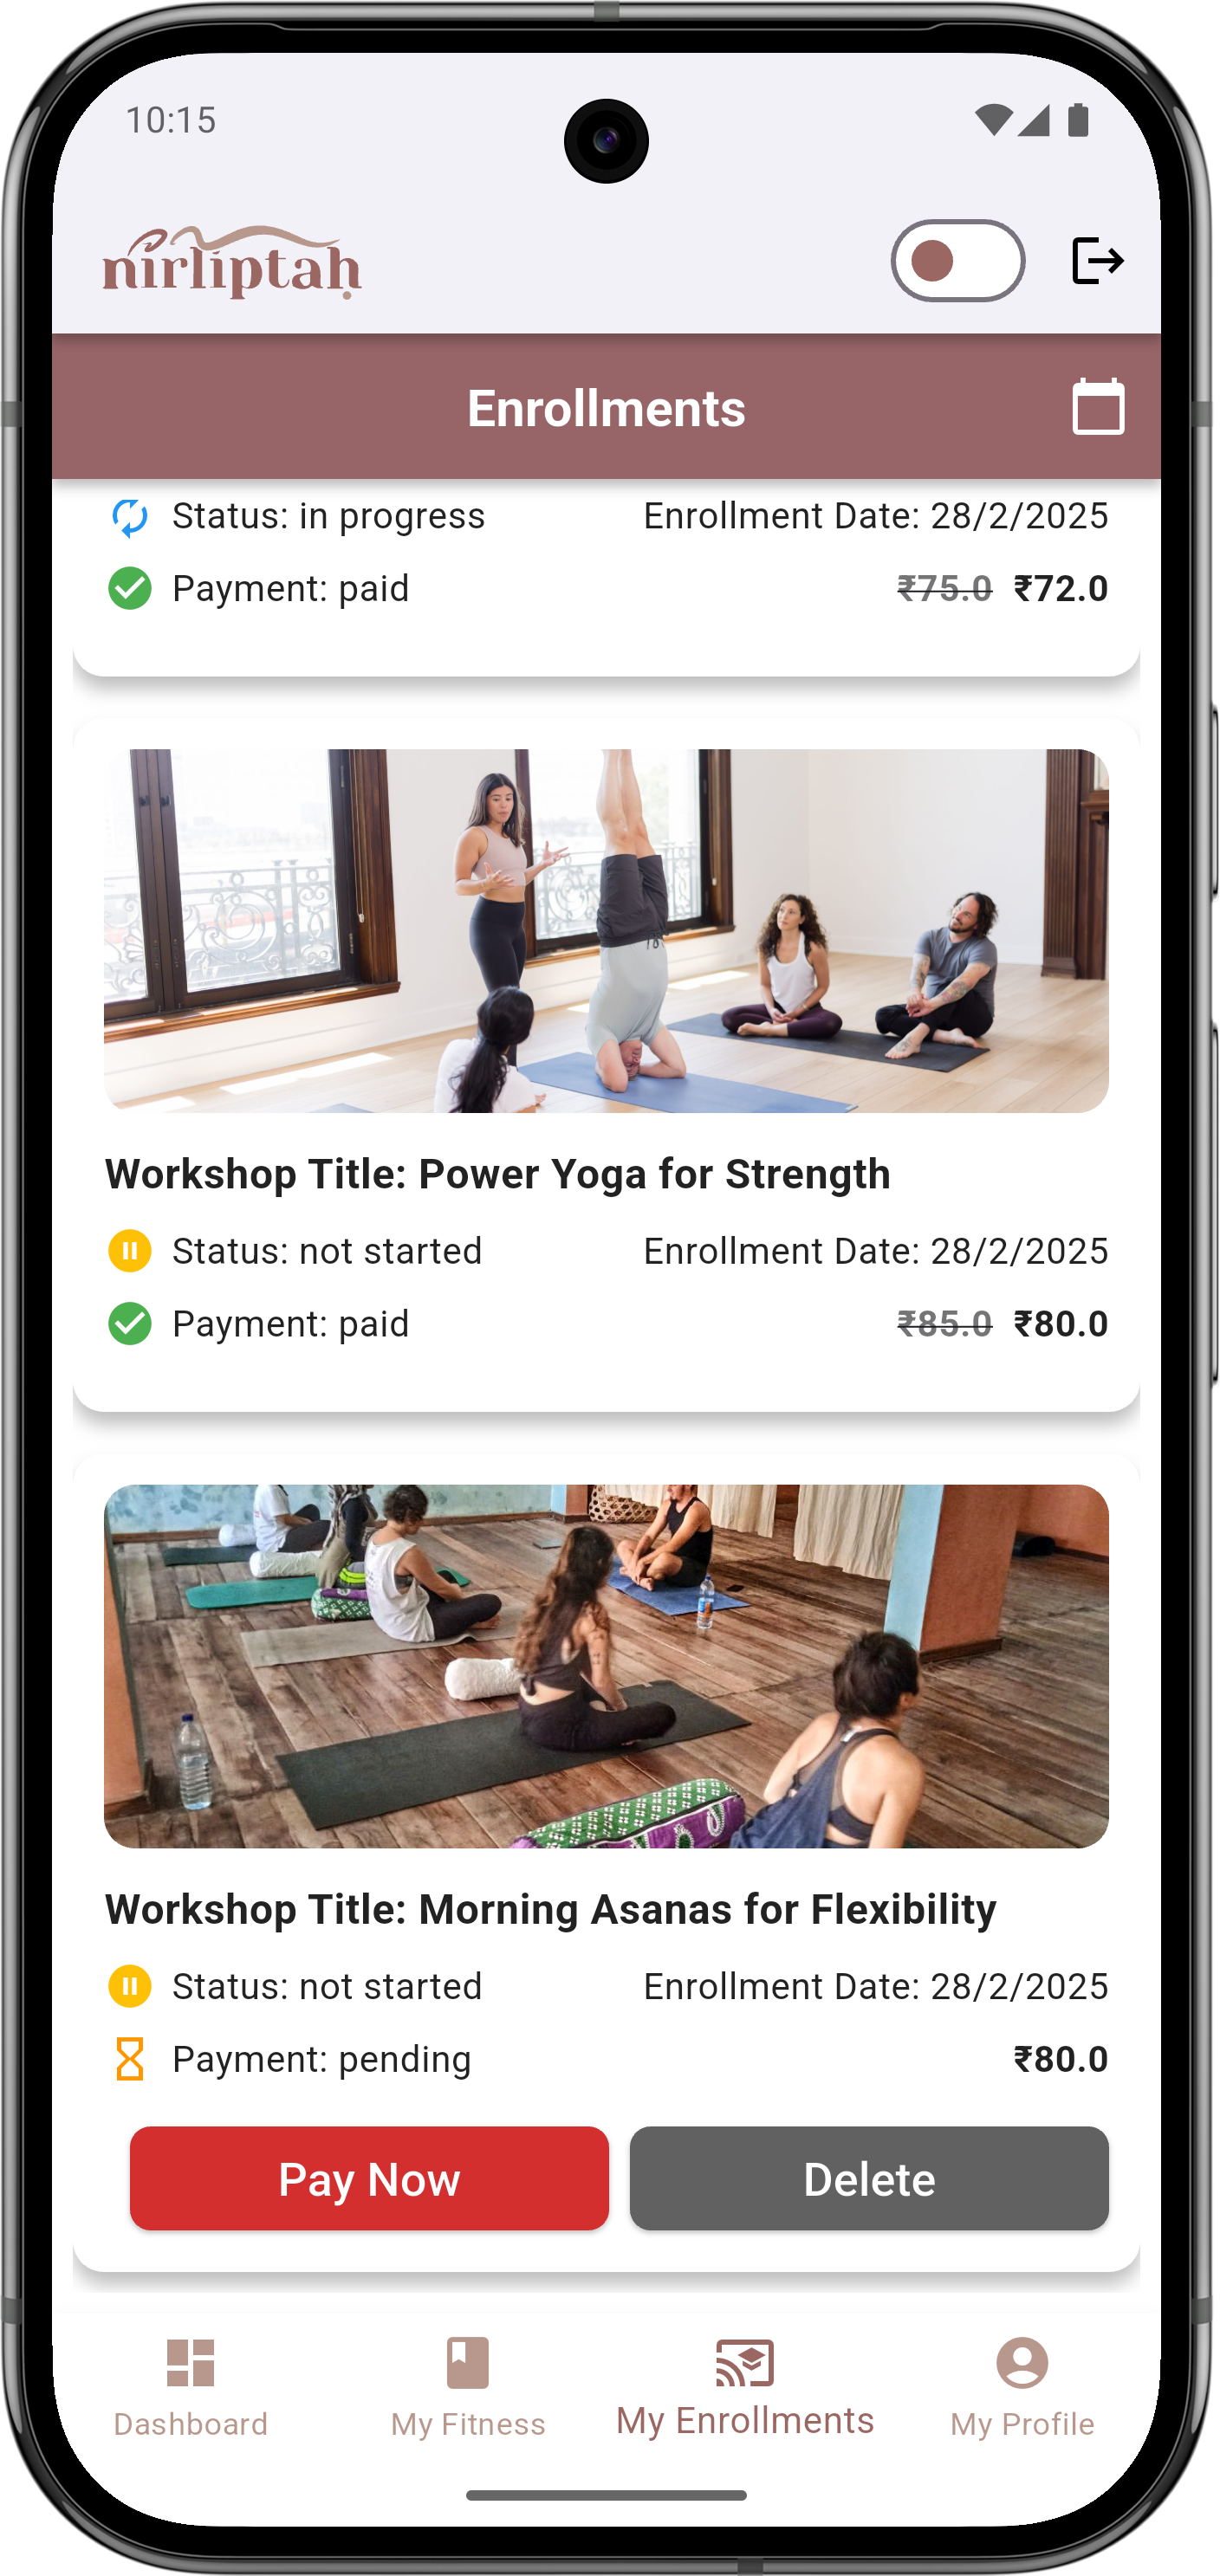 10:15
nirliptah
Enrollments
Status: in progress Enrollment Date: 28/2/2025
Payment: paid ₹75.0 ₹72.0
Workshop Title: Power Yoga for Strength
Status: not started Enrollment Date: 28/2/2025
Payment: paid ₹85.0 ₹80.0
Workshop Title: Morning Asanas for Flexibility
Status: not started Enrollment Date: 28/2/2025
Payment: pending ₹80.0
Pay Now Delete
Dashboard My Fitness My Enrollments My Profile